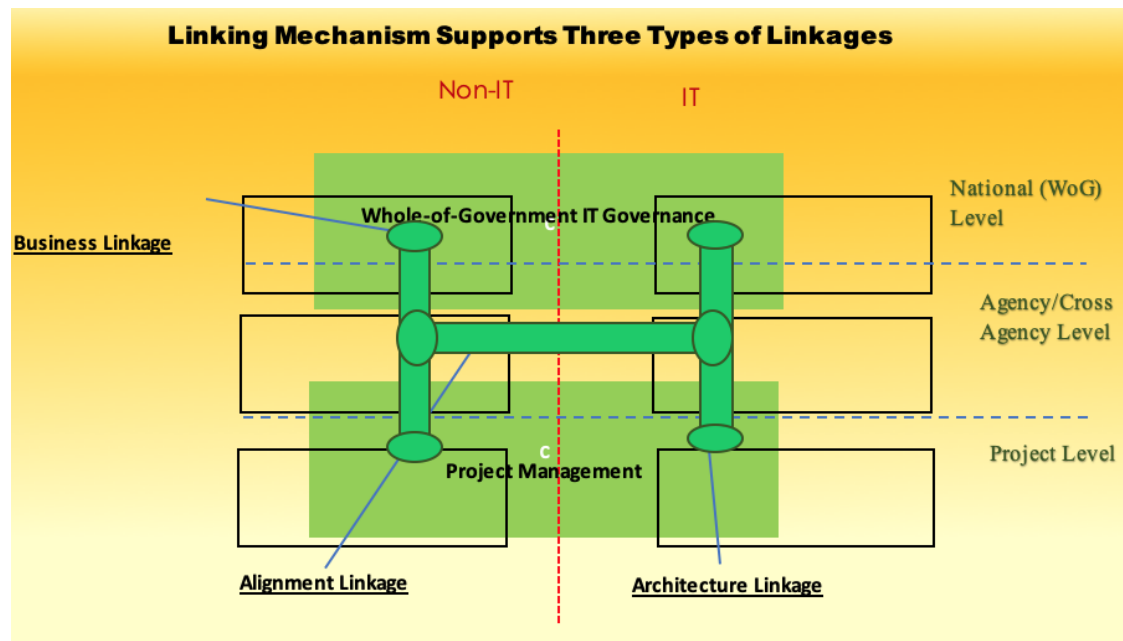 Linking Mechanism Supports Three Types of Linkages
Non-IT
IT
National (WoG)
Level
Whole-of-Government IT Governance
C
Business Linkage
Agency/Cross
Agency Level
C
Project Management
Project Level
Alignment Linkage
Architecture Linkage